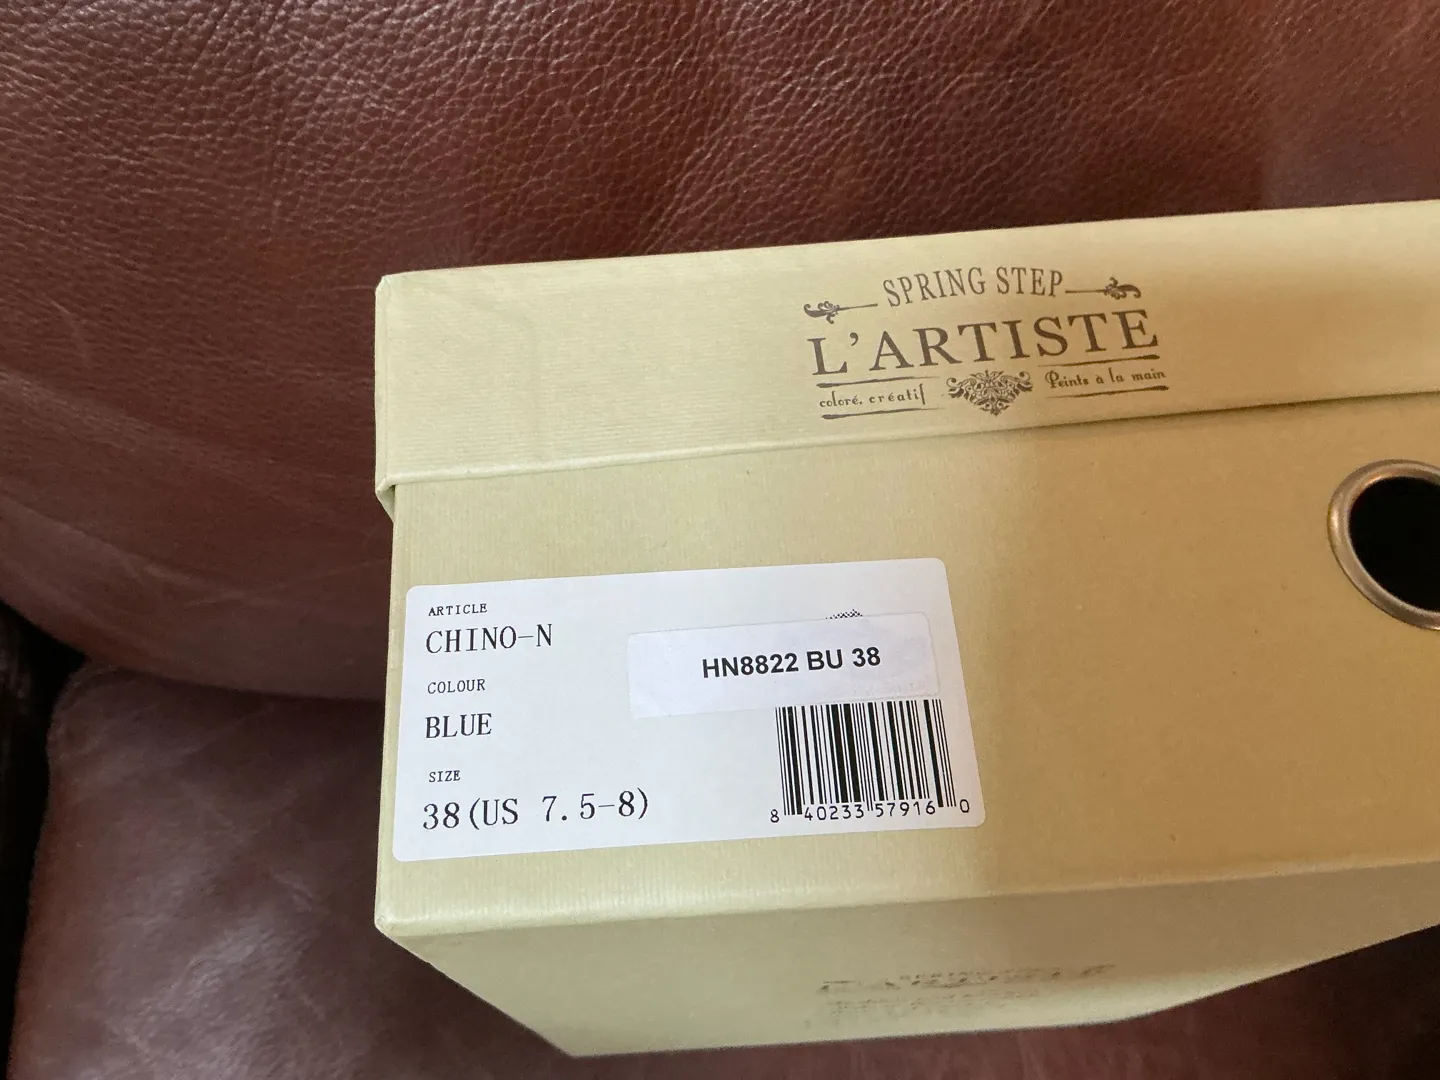 SPRING STEP
L'ARTISTE
coloré, créatif Peints à la main
ARTICLE
CHINO-N
COLOUR
BLUE
SIZE
38(US 7.5-8)
HN8822 BU 38
8 40233 57916 0